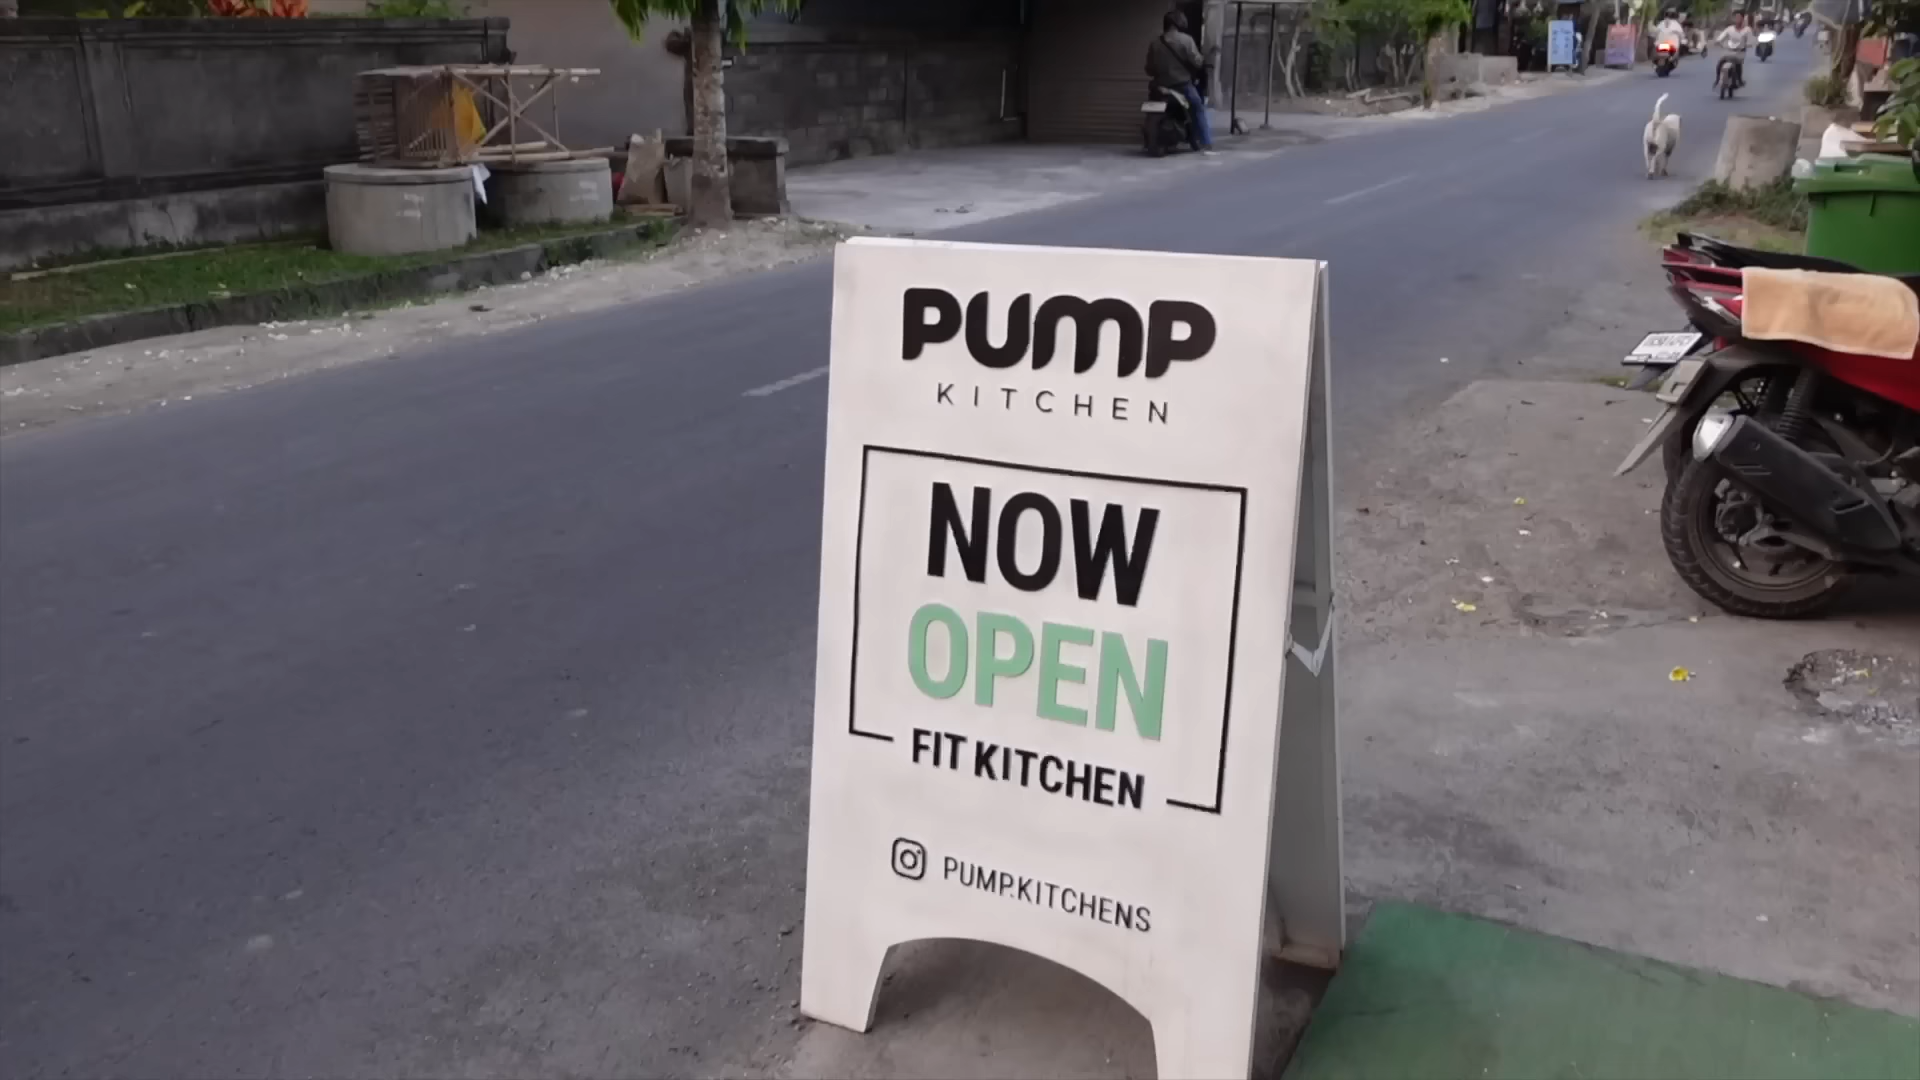 PUMP
KITCHEN
NOW
OPEN
FIT KITCHEN
PUMP.KITCHENS